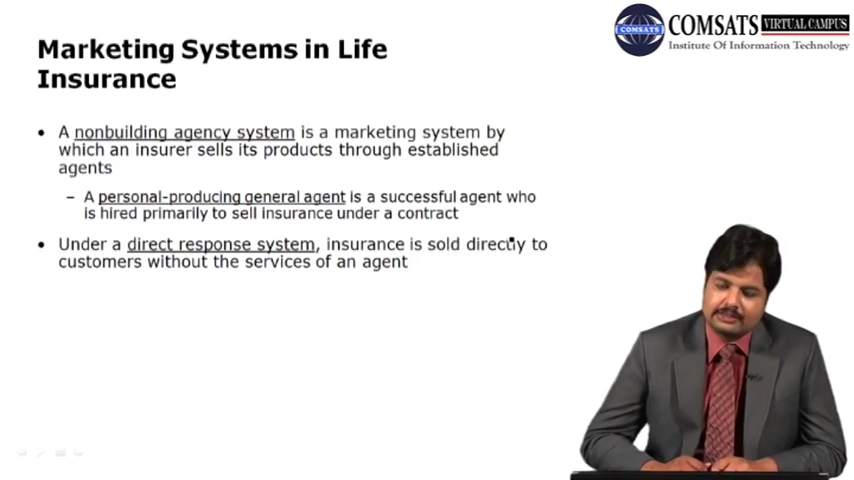 COMSATS
COMSATS VIRTUAL CAMPUS
Institute Of Information Technology
Marketing Systems in Life
Insurance
• A nonbuilding agency system is a marketing system by
which an insurer sells its products through established
agents
– A personal-producing general agent is a successful agent who
is hired primarily to sell insurance under a contract
• Under a direct response system, insurance is sold directly to
customers without the services of an agent